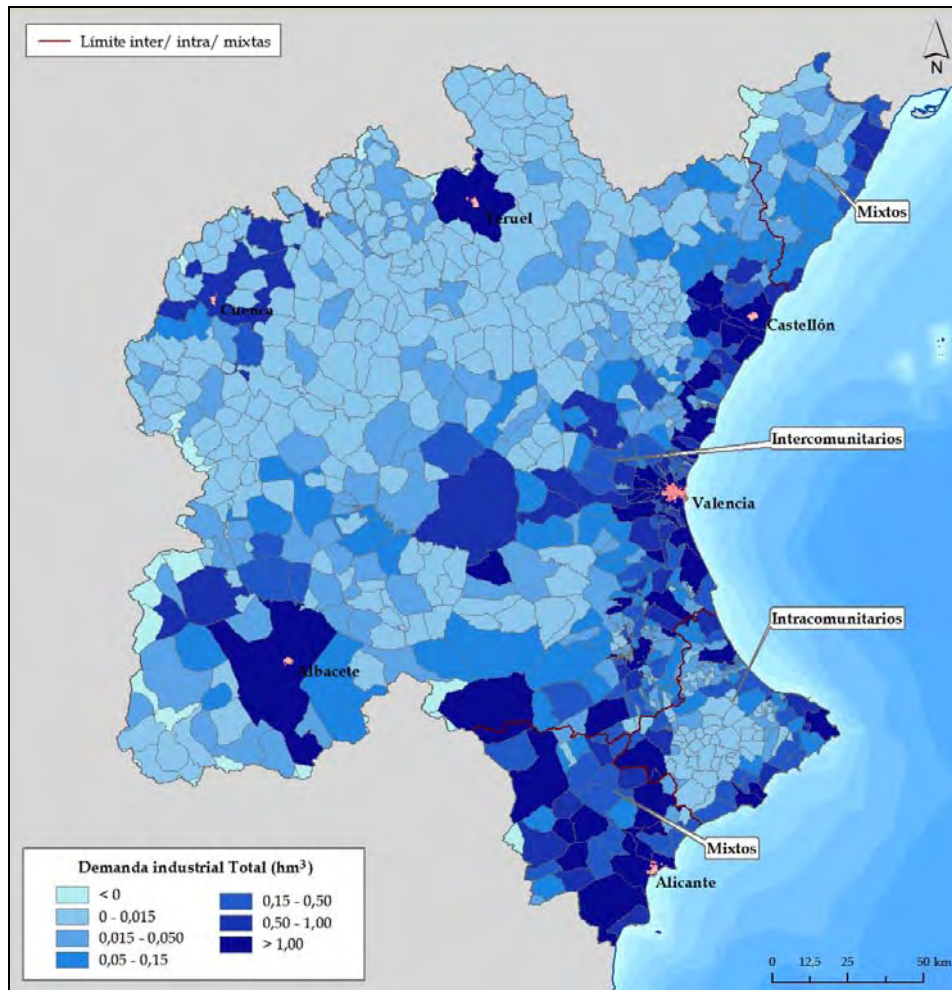 Límite inter/ intra/ mixtas
N
Mixtos
Teruel
Cuenca
Castellón
Intercomunitarios
Valencia
Intracomunitarios
Albacete
Mixtos
Alicante
Demanda industrial Total (hm³)
< 0
0 - 0,015
0,015 - 0,050
0,05 - 0,15
0,15 - 0,50
0,50 - 1,00
> 1,00
0 12,5 25 50 km